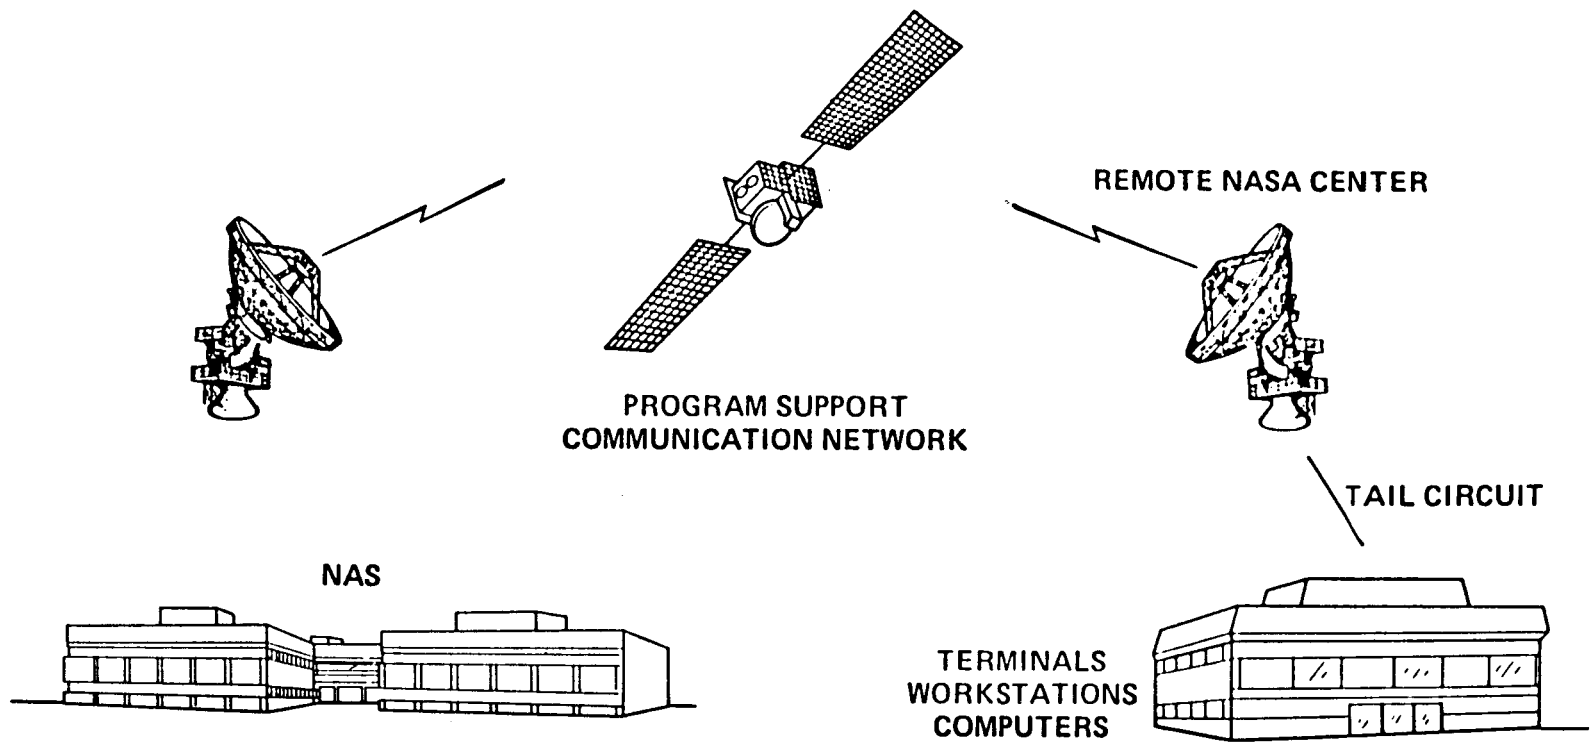 REMOTE NASA CENTER
PROGRAM SUPPORT
COMMUNICATION NETWORK
TAIL CIRCUIT
NAS
TERMINALS
WORKSTATIONS
COMPUTERS